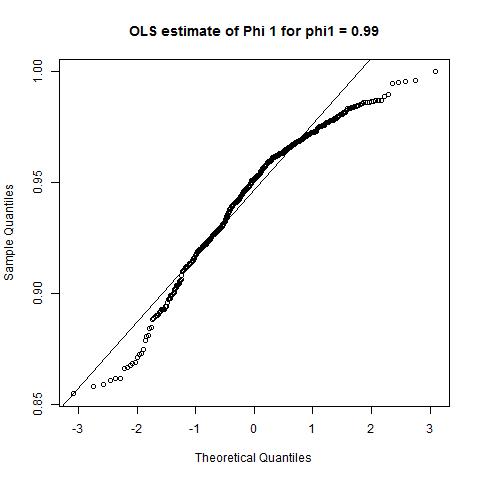 OLS estimate of Phi 1 for phi1 = 0.99
1.00
0.95
0.90
0.85
Sample Quantiles
-3 -2 -1 0 1 2 3
Theoretical Quantiles